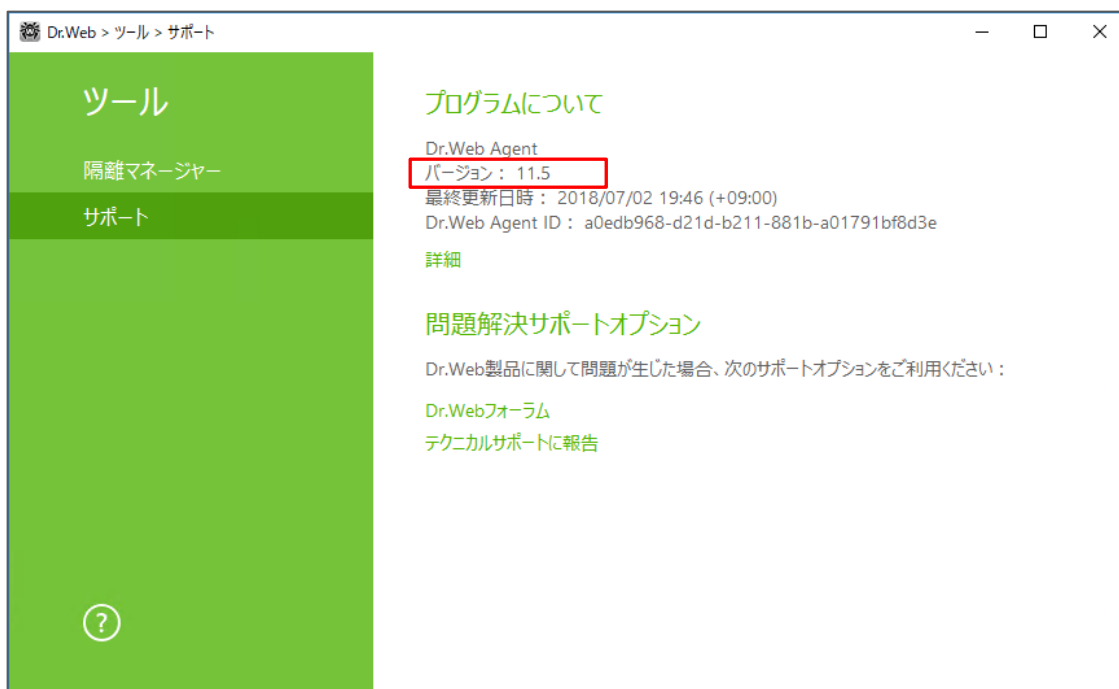 Dr.Web > ツール > サポート
ツール
隔離マネージャー
サポート
プログラムについて
Dr.Web Agent
バージョン： 11.5
最終更新日時： 2018/07/02 19:46 (+09:00)
Dr.Web Agent ID： a0edb968-d21d-b211-881b-a01791bf8d3e
詳細
問題解決サポートオプション
Dr.Web製品に関して問題が生じた場合、次のサポートオプションをご利用ください：
Dr.Webフォーラム
テクニカルサポートに報告
?